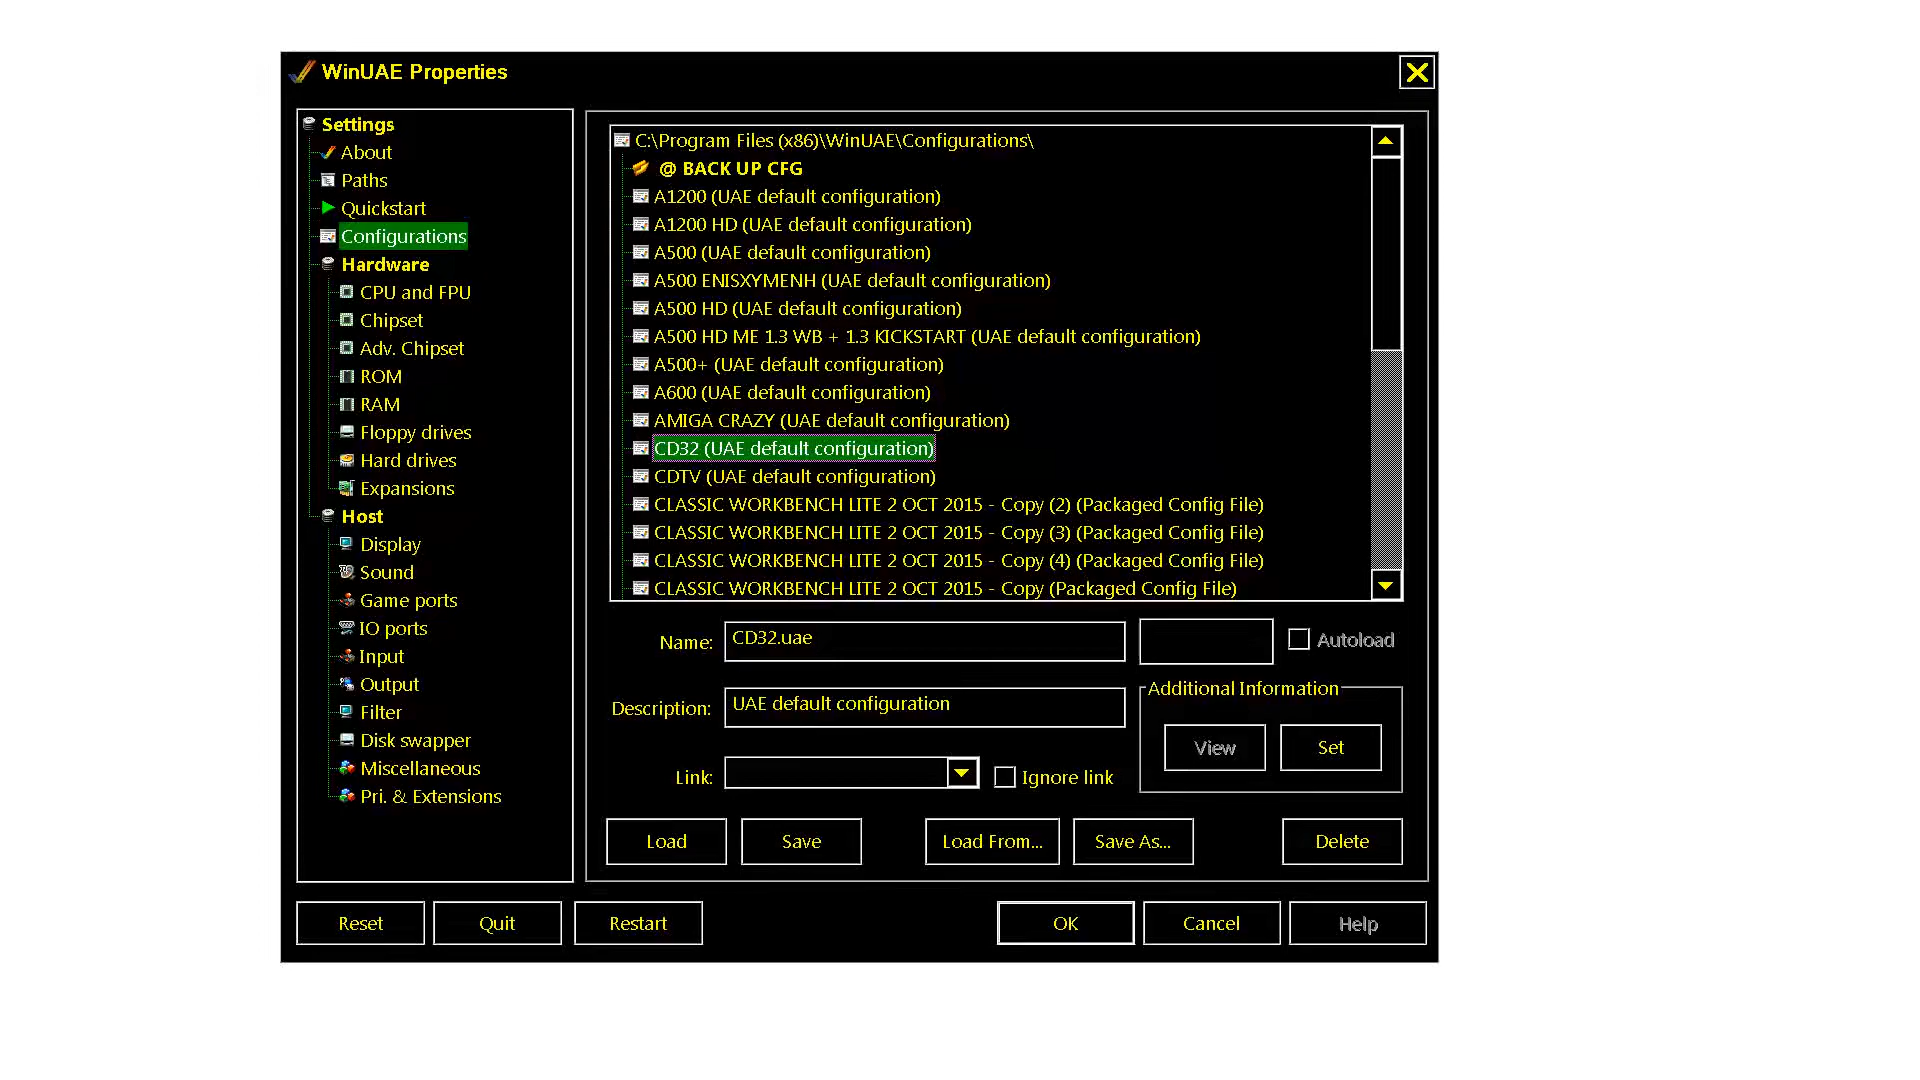 WinUAE Properties
Settings
About
Paths
Quickstart
Configurations
Hardware
CPU and FPU
Chipset
Adv. Chipset
ROM
RAM
Floppy drives
Hard drives
Expansions
Host
Display
Sound
Game ports
IO ports
Input
Output
Filter
Disk swapper
Miscellaneous
Pri. & Extensions
C:\Program Files (x86)\WinUAE\Configurations\
@ BACK UP CFG
A1200 (UAE default configuration)
A1200 HD (UAE default configuration)
A500 (UAE default configuration)
A500 ENISXYMENH (UAE default configuration)
A500 HD (UAE default configuration)
A500 HD ME 1.3 WB + 1.3 KICKSTART (UAE default configuration)
A500+ (UAE default configuration)
A600 (UAE default configuration)
AMIGA CRAZY (UAE default configuration)
CD32 (UAE default configuration)
CDTV (UAE default configuration)
CLASSIC WORKBENCH LITE 2 OCT 2015 - Copy (2) (Packaged Config File)
CLASSIC WORKBENCH LITE 2 OCT 2015 - Copy (3) (Packaged Config File)
CLASSIC WORKBENCH LITE 2 OCT 2015 - Copy (4) (Packaged Config File)
CLASSIC WORKBENCH LITE 2 OCT 2015 - Copy (Packaged Config File)
Name: CD32.uae
Autoload
Description: UAE default configuration
Additional Information
View Set
Link:
Ignore link
Load Save Load From... Save As... Delete
Reset Quit Restart OK Cancel Help